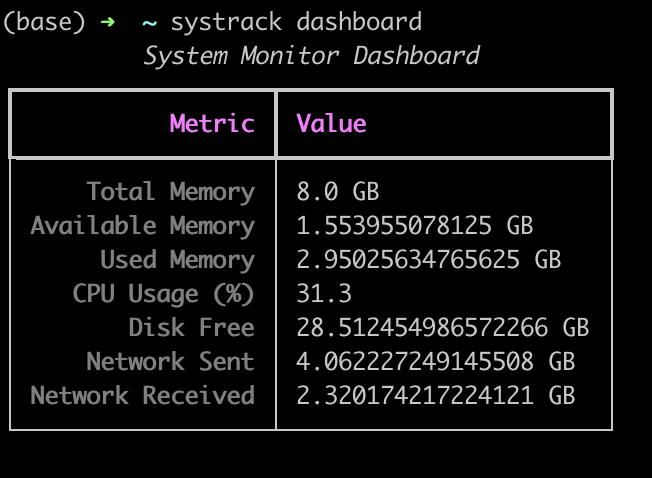 (base) ➜ ~ systrack dashboard
System Monitor Dashboard
Metric Value
Total Memory 8.0 GB
Available Memory 1.553955078125 GB
Used Memory 2.95025634765625 GB
CPU Usage (%) 31.3
Disk Free 28.512454986572266 GB
Network Sent 4.062227249145508 GB
Network Received 2.320174217224121 GB